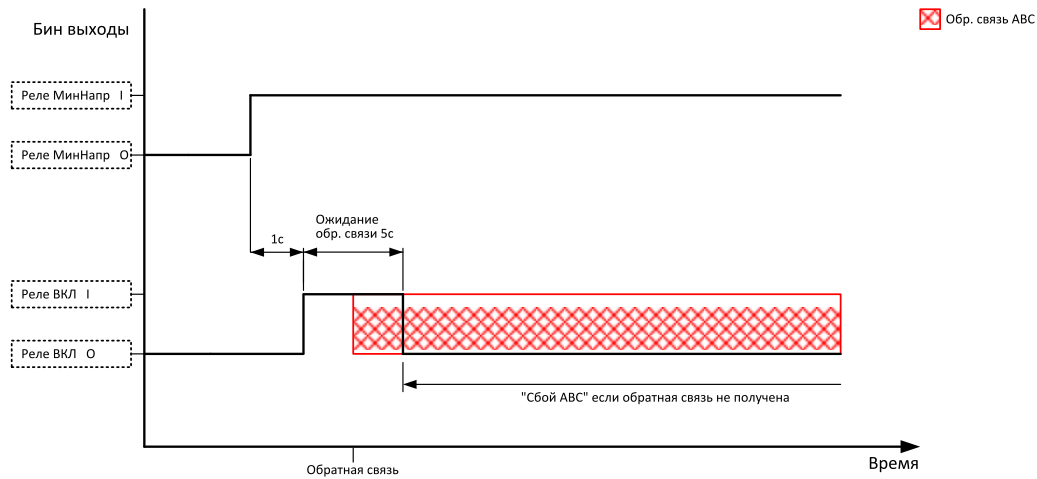 Бин выходы
Обр. связь АВС
Реле МинНапр I
Реле МинНапр O
1с
Ожидание
обр. связи 5с
Реле ВКЛ I
Реле ВКЛ O
"Сбой АВС" если обратная связь не получена
Время
Обратная связь